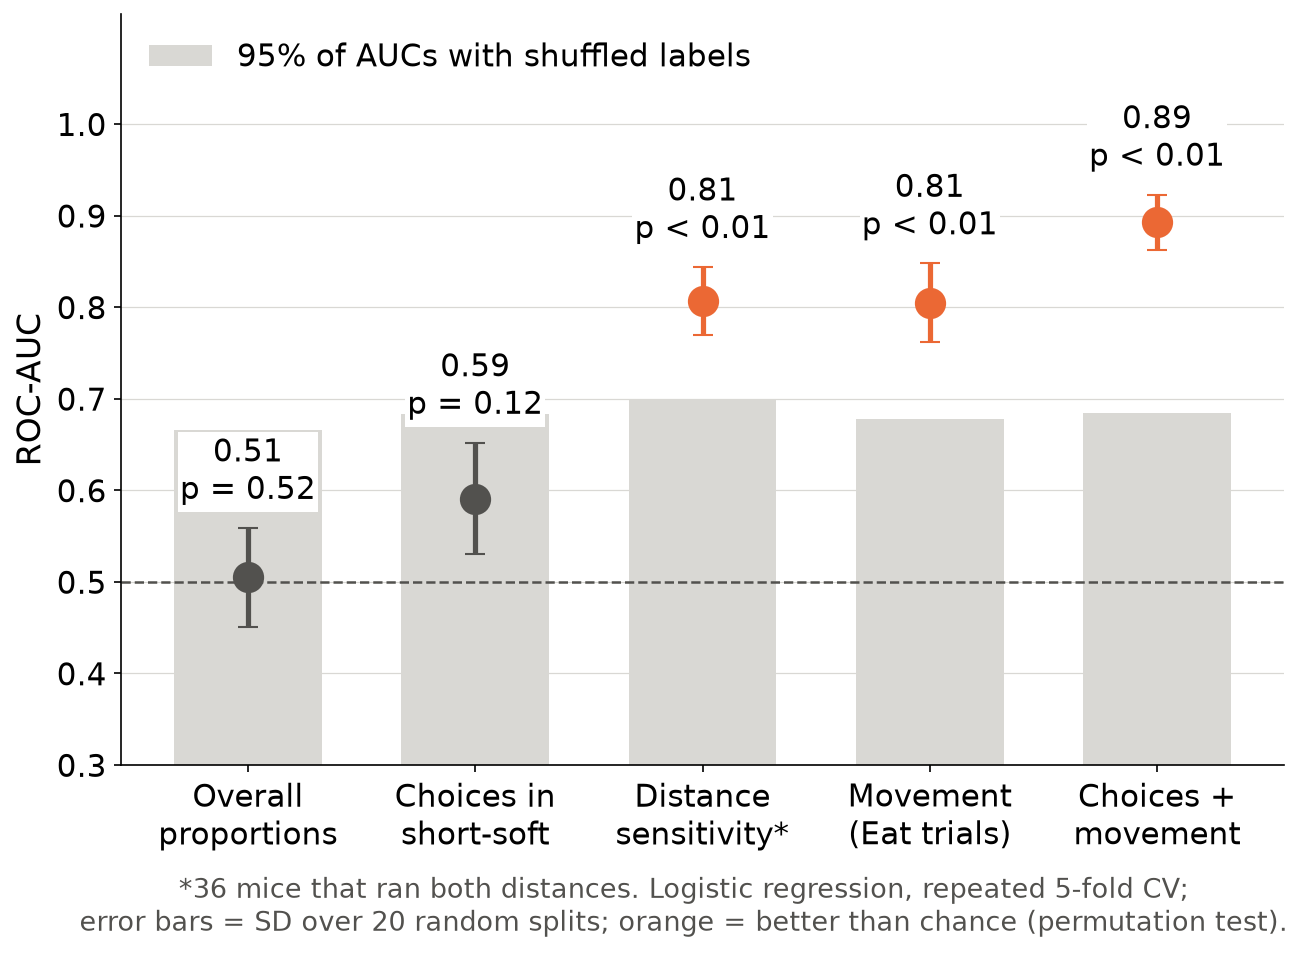 95% of AUCs with shuffled labels
ROC-AUC
1.0
0.9
0.8
0.7
0.6
0.5
0.4
0.3
0.51
p = 0.52
0.59
p = 0.12
0.81
p < 0.01
0.81
p < 0.01
0.89
p < 0.01
Overall
proportions
Choices in
short-soft
Distance
sensitivity*
Movement
(Eat trials)
Choices +
movement
*36 mice that ran both distances. Logistic regression, repeated 5-fold CV;
error bars = SD over 20 random splits; orange = better than chance (permutation test).